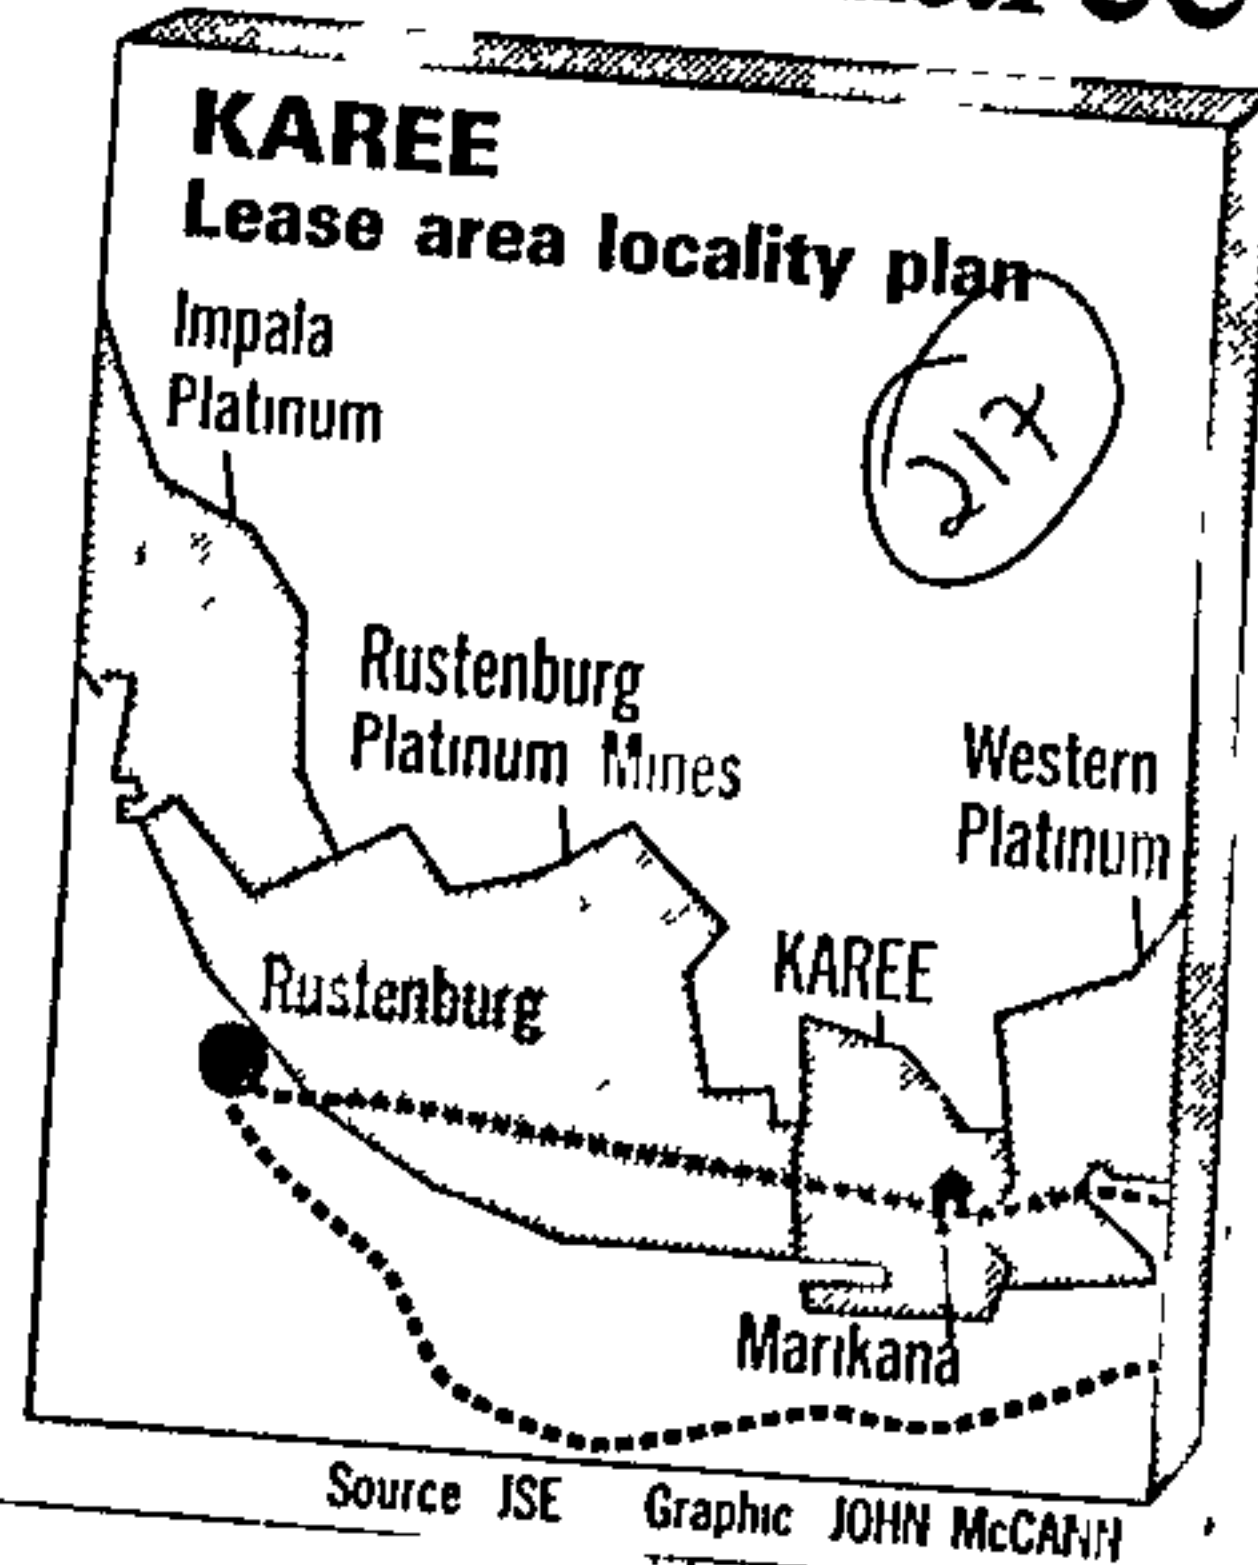 KAREE
Lease area locality plan
Impala
Platinum
217
Rustenburg
Platinum Mines
Western
Platinum
KAREE
Rustenburg
Marikana
Source JSE Graphic JOHN McCANN